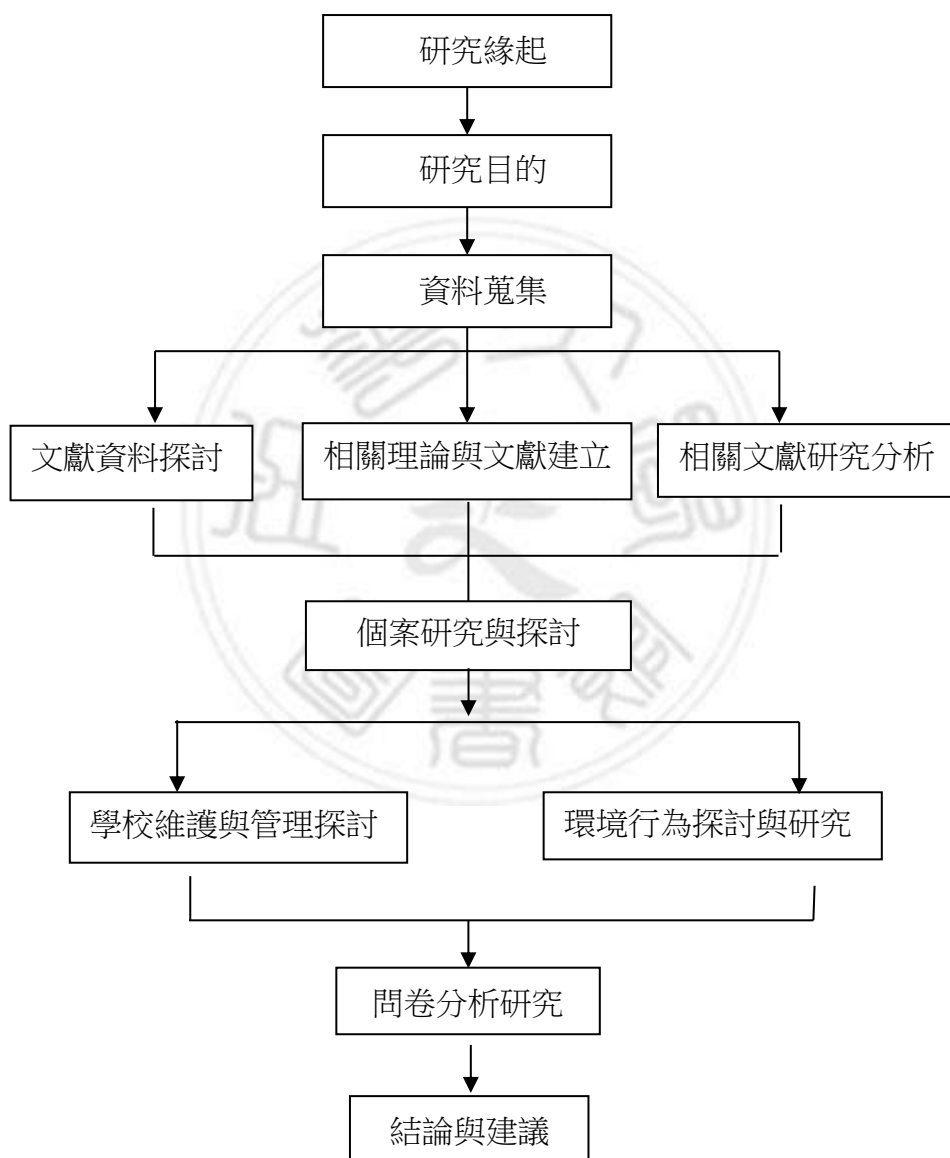 研究緣起
研究目的
資料蒐集
文獻資料探討
相關理論與文獻建立
相關文獻研究分析
個案研究與探討
學校維護與管理探討
環境行為探討與研究
問卷分析研究
結論與建議